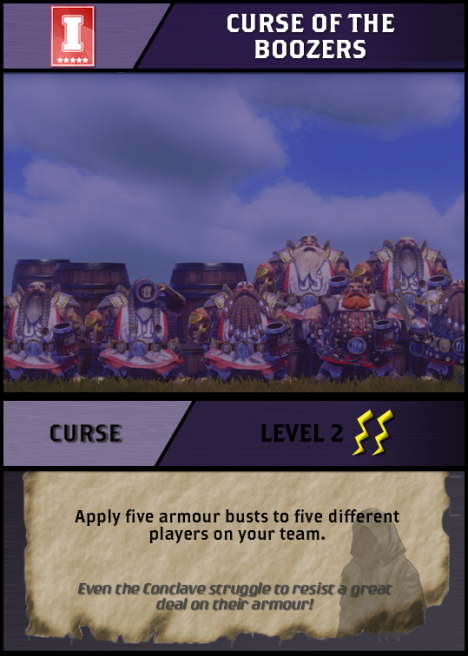 I
CURSE OF THE
BOOZERS
CURSE
LEVEL 2
Apply five armour busts to five different
players on your team.
Even the Conclave struggle to resist a great
deal on their armour!